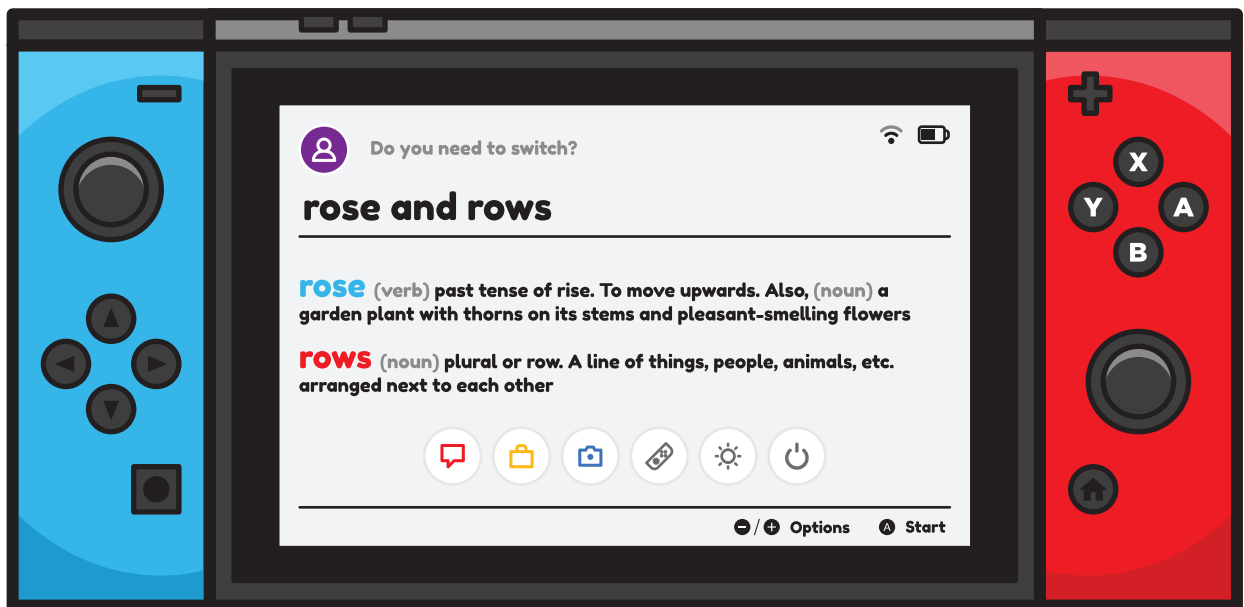 Do you need to switch?
rose and rows
rose (verb) past tense of rise. To move upwards. Also, (noun) a
garden plant with thorns on its stems and pleasant-smelling flowers
rows (noun) plural or row. A line of things, people, animals, etc.
arranged next to each other
-/+ Options A Start
X
Y A
B